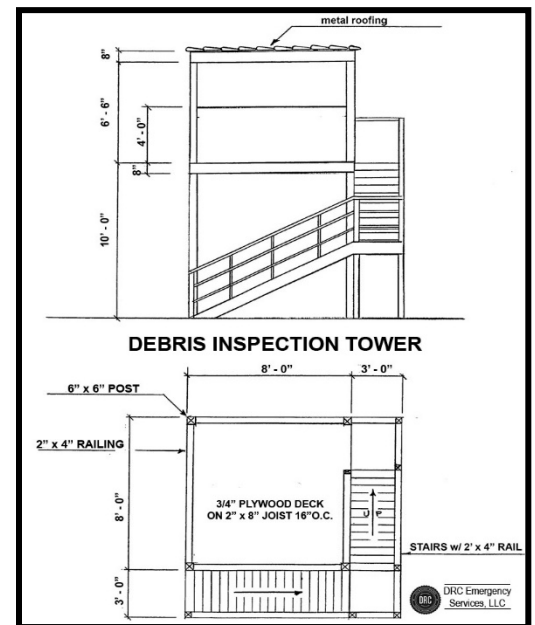 metal roofing
8"
6' - 6"
4' - 0"
8"
10' - 0"
DEBRIS INSPECTION TOWER
8' - 0"
3' - 0"
6" x 6" POST
2" x 4" RAILING
8' - 0"
3/4" PLYWOOD DECK
ON 2" x 8" JOIST 16"O.C.
UP
STAIRS w/ 2' x 4" RAIL
3' - 0"
DRC
DRC Emergency
Services, LLC